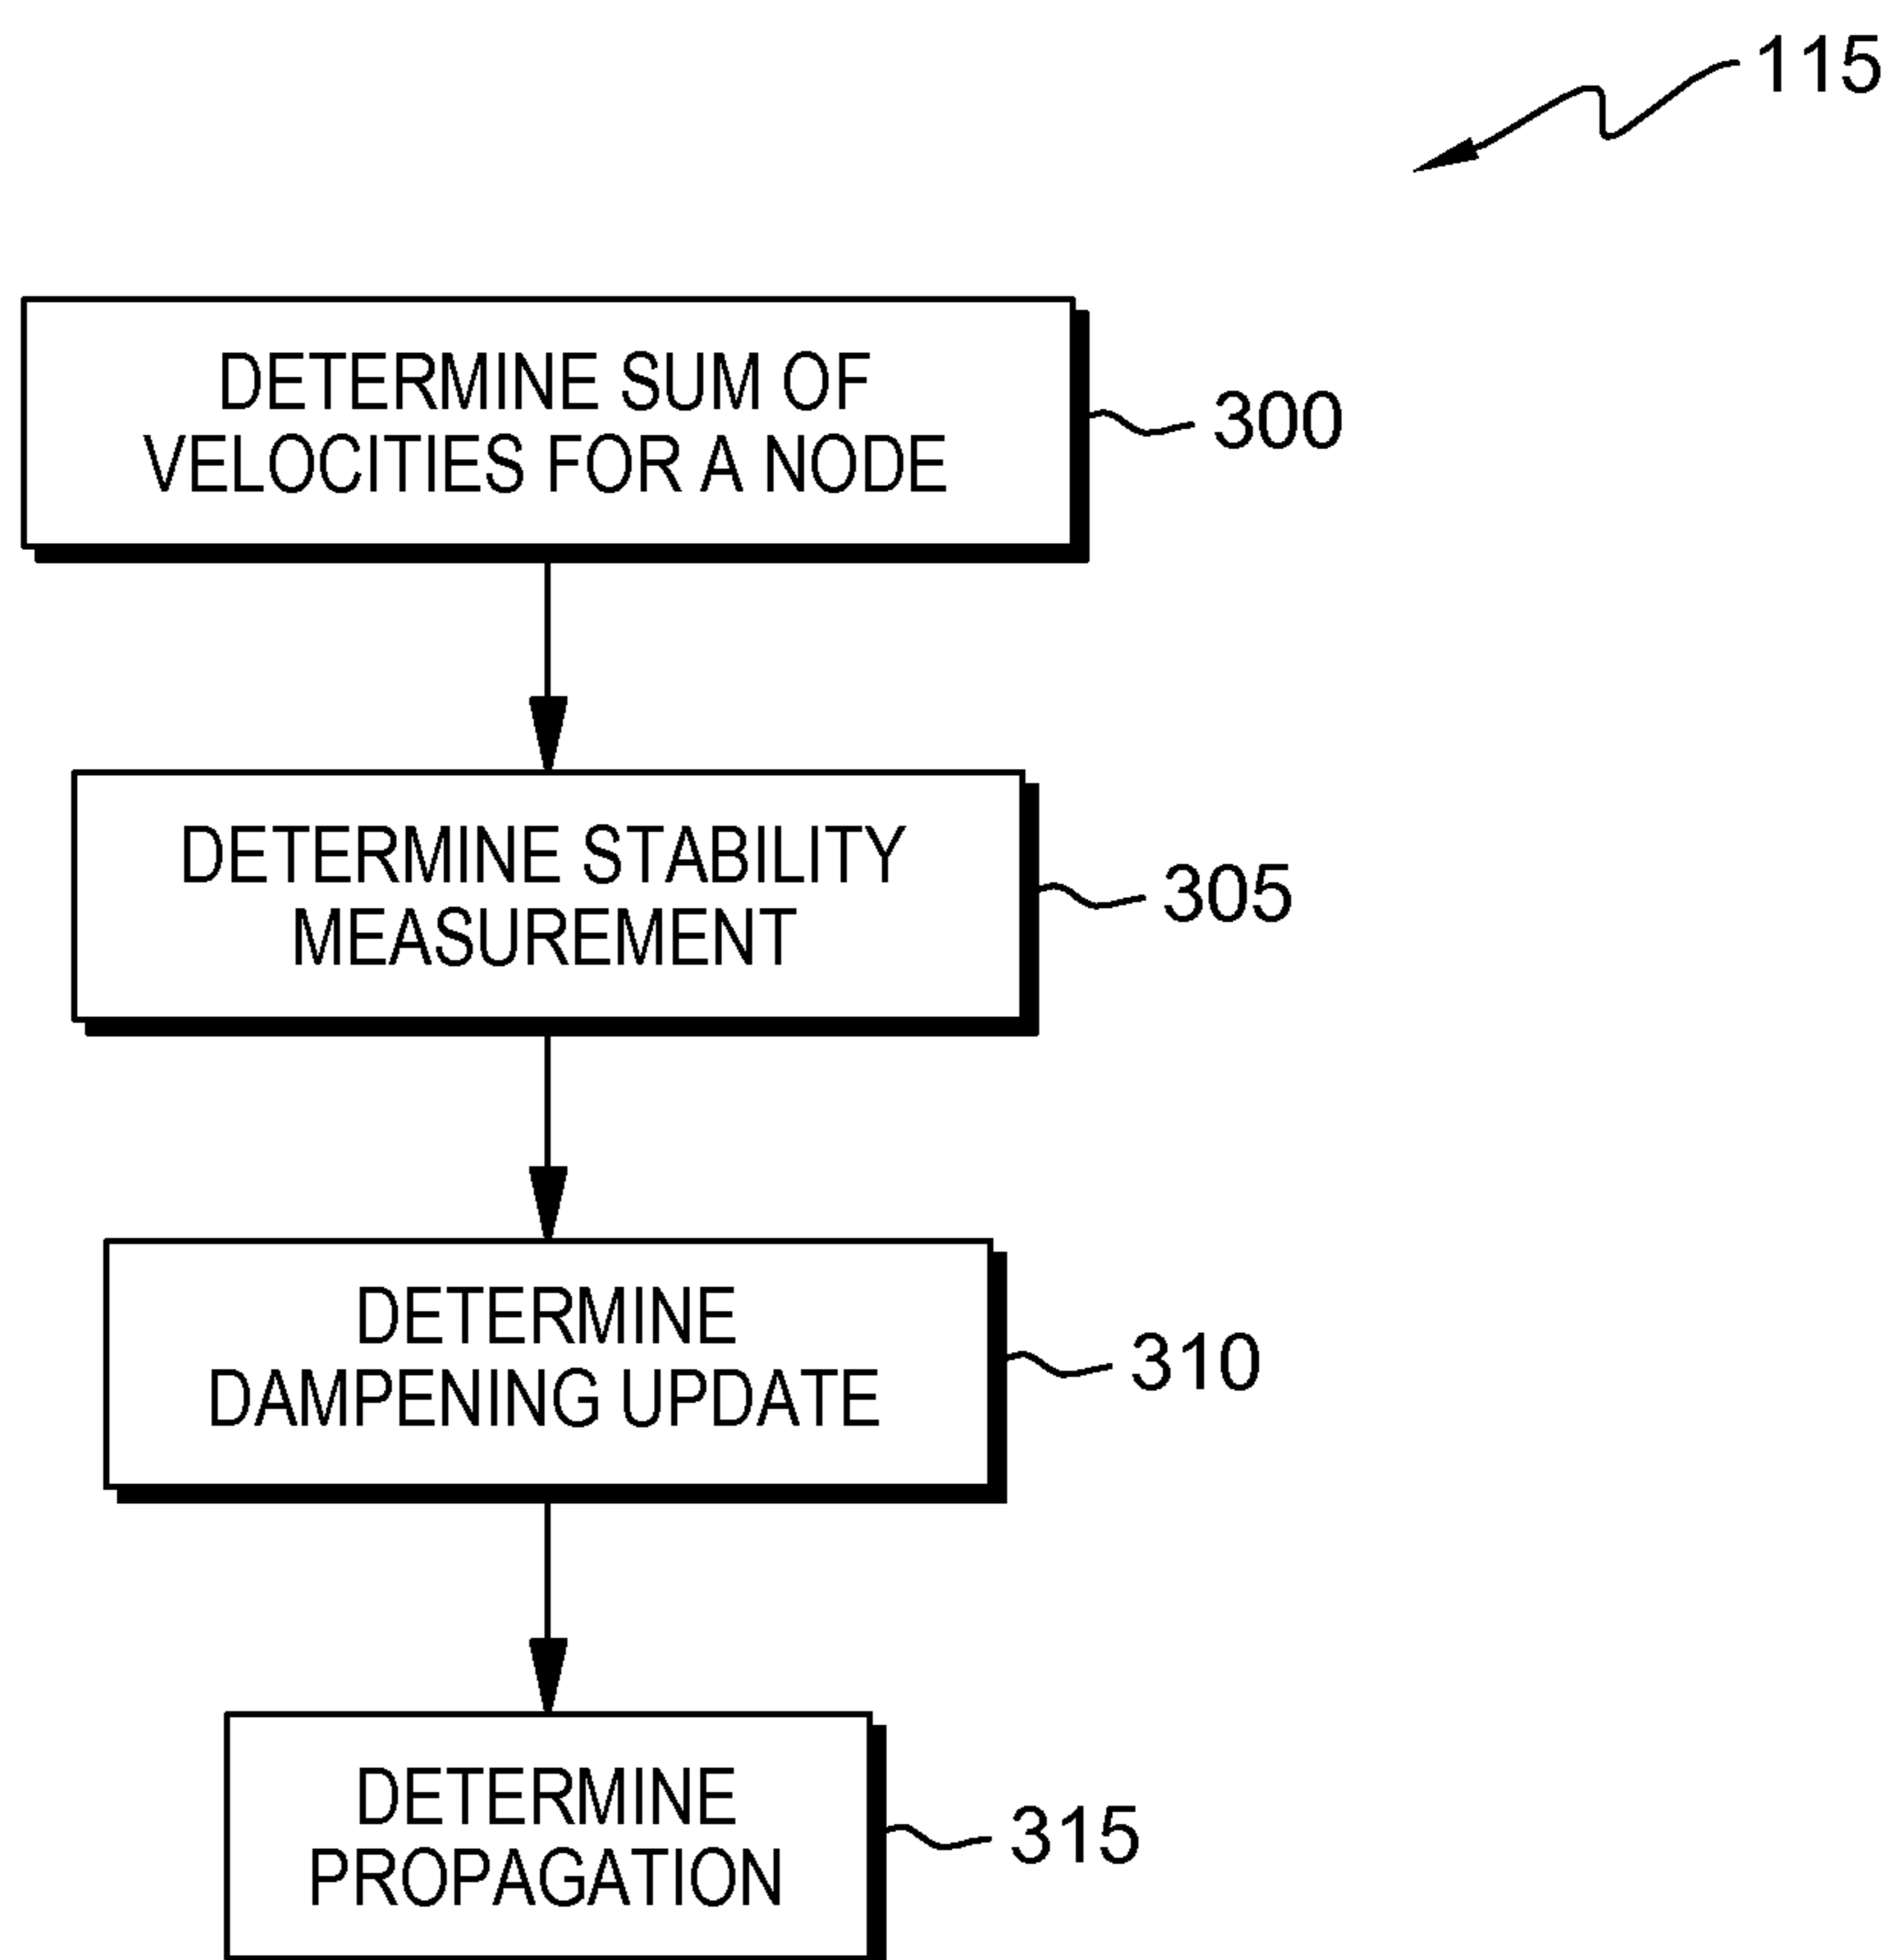 115
DETERMINE SUM OF
VELOCITIES FOR A NODE
300
DETERMINE STABILITY
MEASUREMENT
305
DETERMINE
DAMPENING UPDATE
310
DETERMINE
PROPAGATION
315